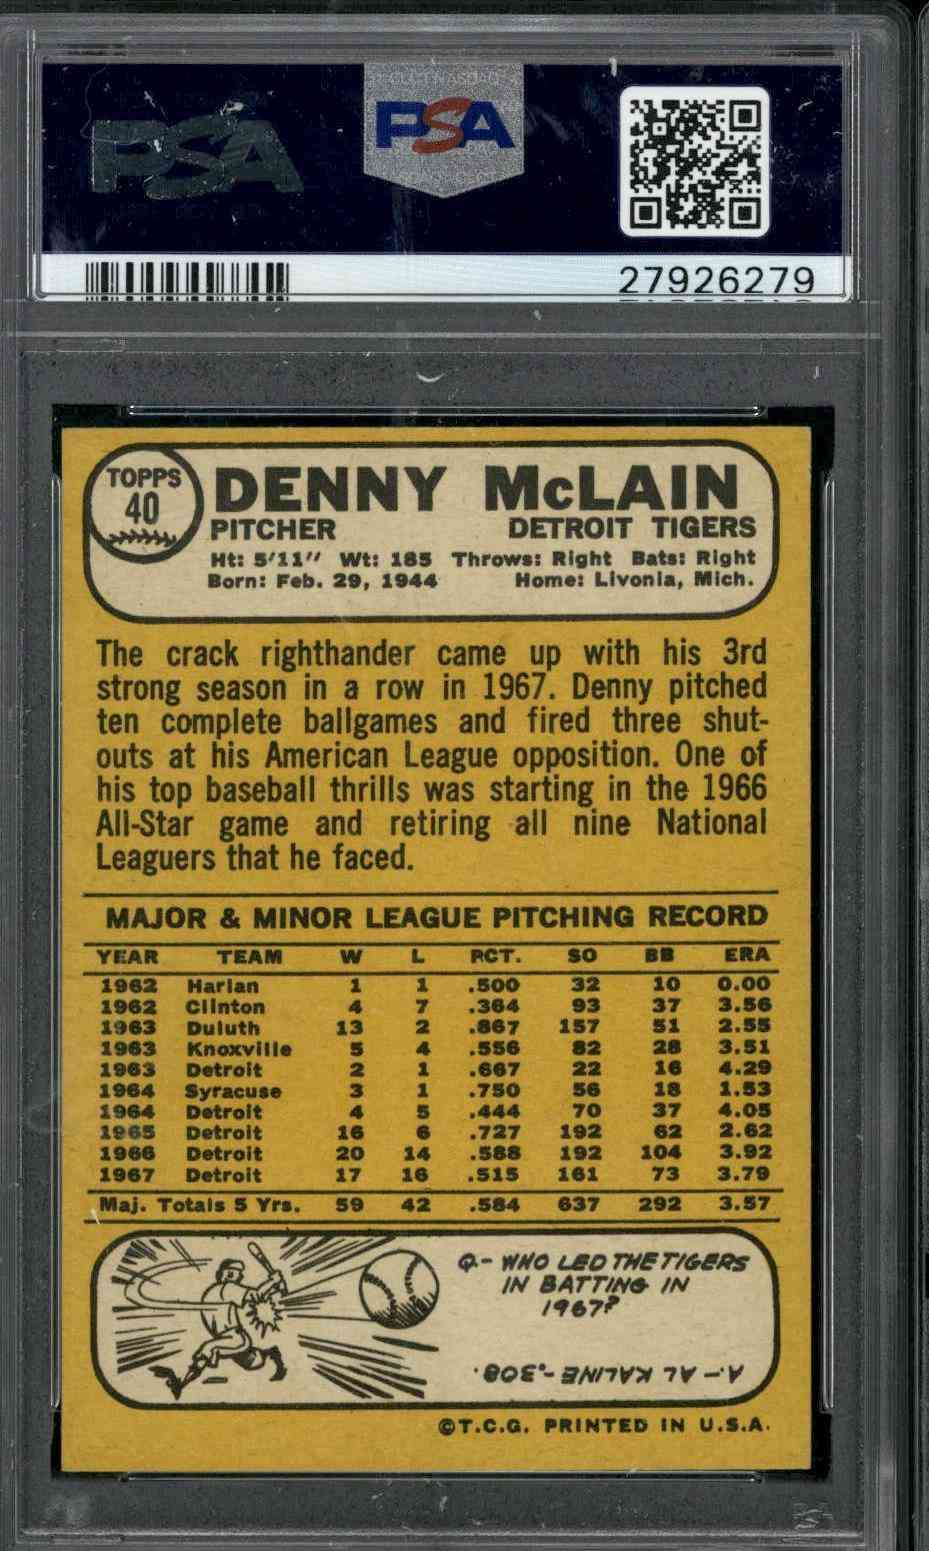 PSA
PSA
27926279
TOPPS
40
DENNY McLAIN
PITCHER DETROIT TIGERS
Ht: 5'11" Wt: 185 Throws: Right Bats: Right
Born: Feb. 29, 1944 Home: Livonia, Mich.
The crack righthander came up with his 3rd
strong season in a row in 1967. Denny pitched
ten complete ballgames and fired three shut-
outs at his American League opposition. One of
his top baseball thrills was starting in the 1966
All-Star game and retiring all nine National
Leaguers that he faced.
MAJOR & MINOR LEAGUE PITCHING RECORD
YEAR TEAM W L PCT. SO BB ERA
1962 Harlan 1 1 .500 32 10 0.00
1962 Clinton 4 7 .364 93 37 3.56
1963 Duluth 13 2 .867 157 51 2.55
1963 Knoxville 5 4 .556 82 28 3.51
1963 Detroit 2 1 .667 22 16 4.29
1964 Syracuse 3 1 .750 56 18 1.53
1964 Detroit 4 5 .444 70 37 4.05
1965 Detroit 16 6 .727 192 62 2.62
1966 Detroit 20 14 .588 192 104 3.92
1967 Detroit 17 16 .515 161 73 3.79
Maj. Totals 5 Yrs. 59 42 .584 637 292 3.57
Q.- WHO LED THE TIGERS
IN BATTING IN
1967?
A.- AL KALINE -.308.
©T.C.G. PRINTED IN U.S.A.